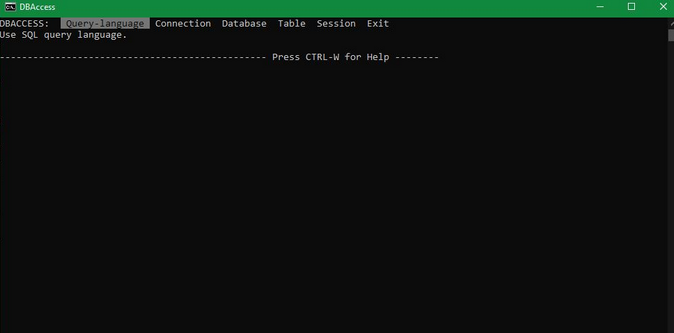 DBAccess
DBACCESS:  Query-language  Connection  Database  Table  Session  Exit
Use SQL query language.
------------------------------------------------ Press CTRL-W for Help --------